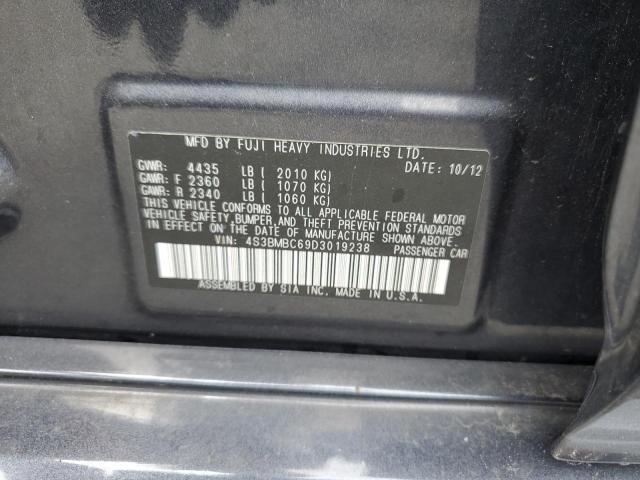 MFD BY FUJI HEAVY INDUSTRIES LTD.
DATE: 10/12
GVWR: 4435 LB ( 2010 KG)
GAWR: F 2360 LB ( 1070 KG)
GAWR: R 2340 LB ( 1060 KG)
THIS VEHICLE CONFORMS TO ALL APPLICABLE FEDERAL MOTOR
VEHICLE SAFETY, BUMPER, AND THEFT PREVENTION STANDARDS
IN EFFECT ON THE DATE OF MANUFACTURE SHOWN ABOVE.
VIN: 4S3BMBC69D3019238
PASSENGER CAR
ASSEMBLED BY SIA INC. MADE IN U.S.A.